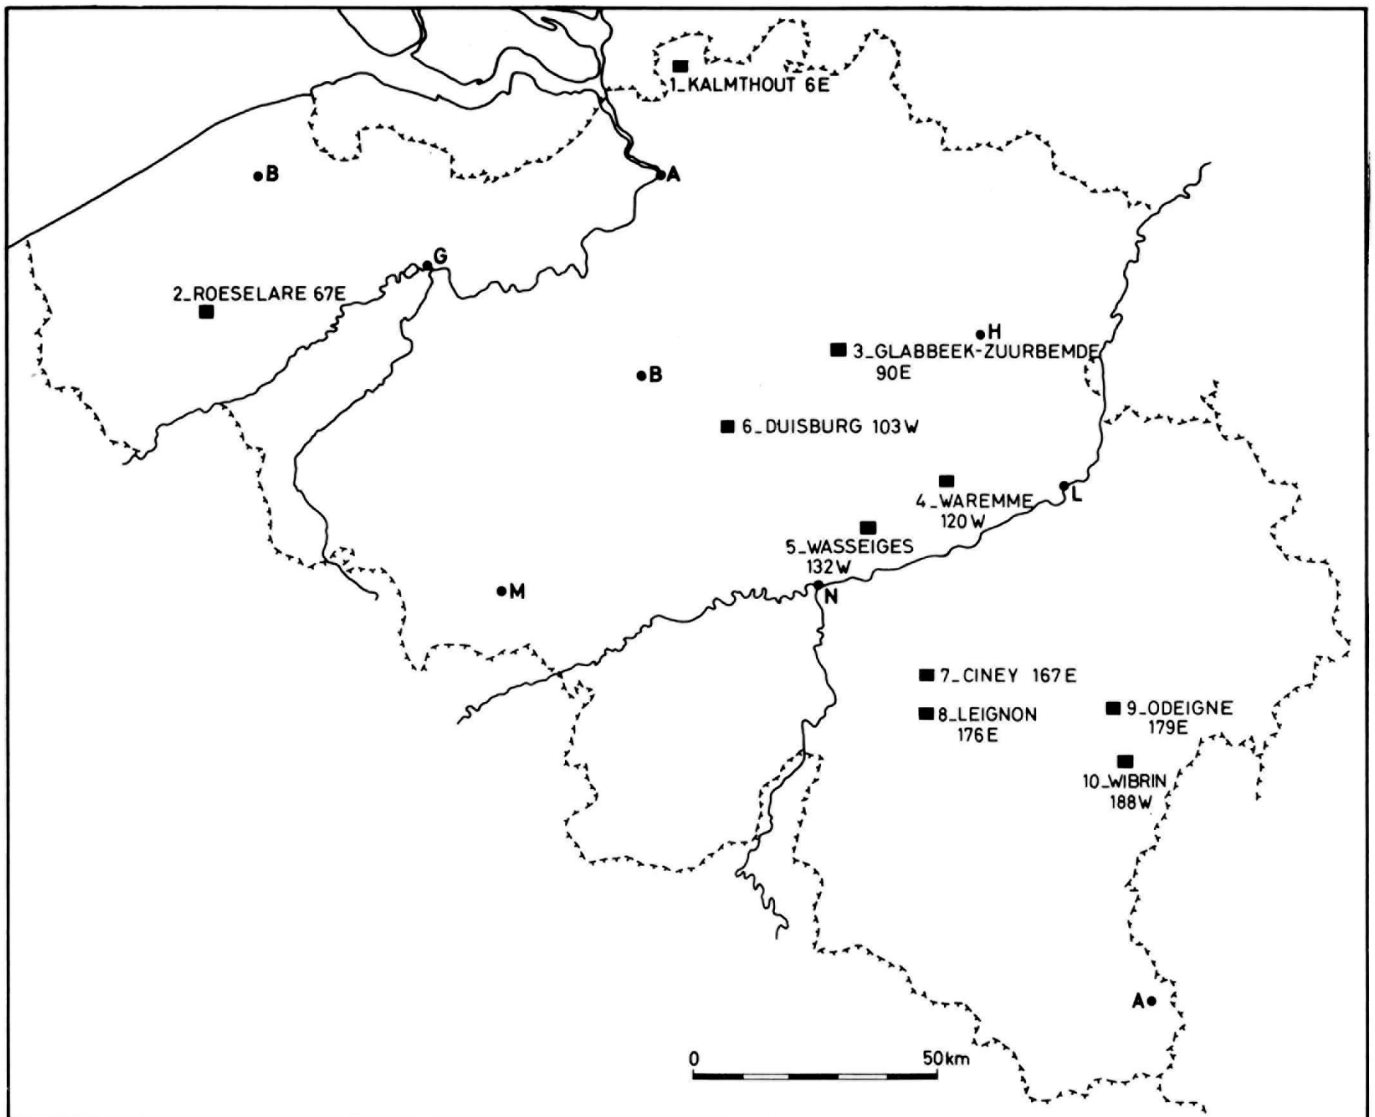 1_KALMTHOUT 6E
B
A
G
2_ROESELARE 67E
H
3_GLABBEEK-ZUURBEMDE
90E
B
6_DUISBURG 103W
4_WAREMME
120W
L
5_WASSEIGES
132W
M
N
7_CINEY 167E
8_LEIGNON
176E
9_ODEIGNE
179E
10_WIBRIN
188W
A
0 50km